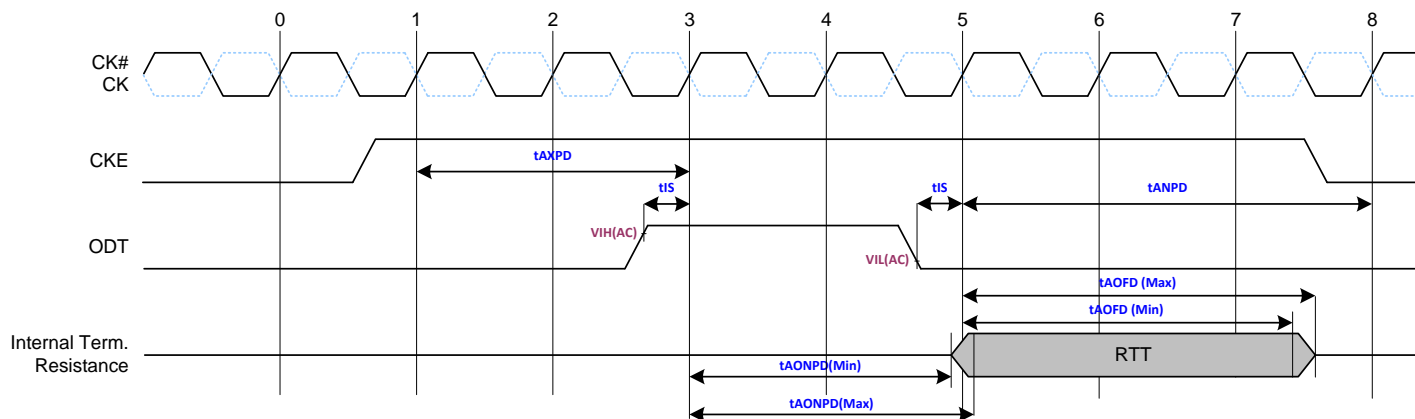 0 1 2 3 4 5 6 7 8
CK#
CK
CKE
tAXPD
tIS
tIS
tANPD
VIH(AC)
ODT
VIL(AC)
tAOFD (Max)
tAOFD (Min)
Internal Term.
Resistance
RTT
tAONPD(Min)
tAONPD(Max)